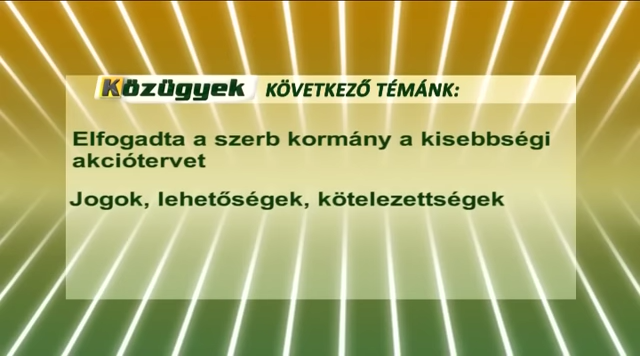 Közügyek KÖVETKEZŐ TÉMÁNK:
Elfogadta a szerb kormány a kisebbségi
akciótervet
Jogok, lehetőségek, kötelezettségek